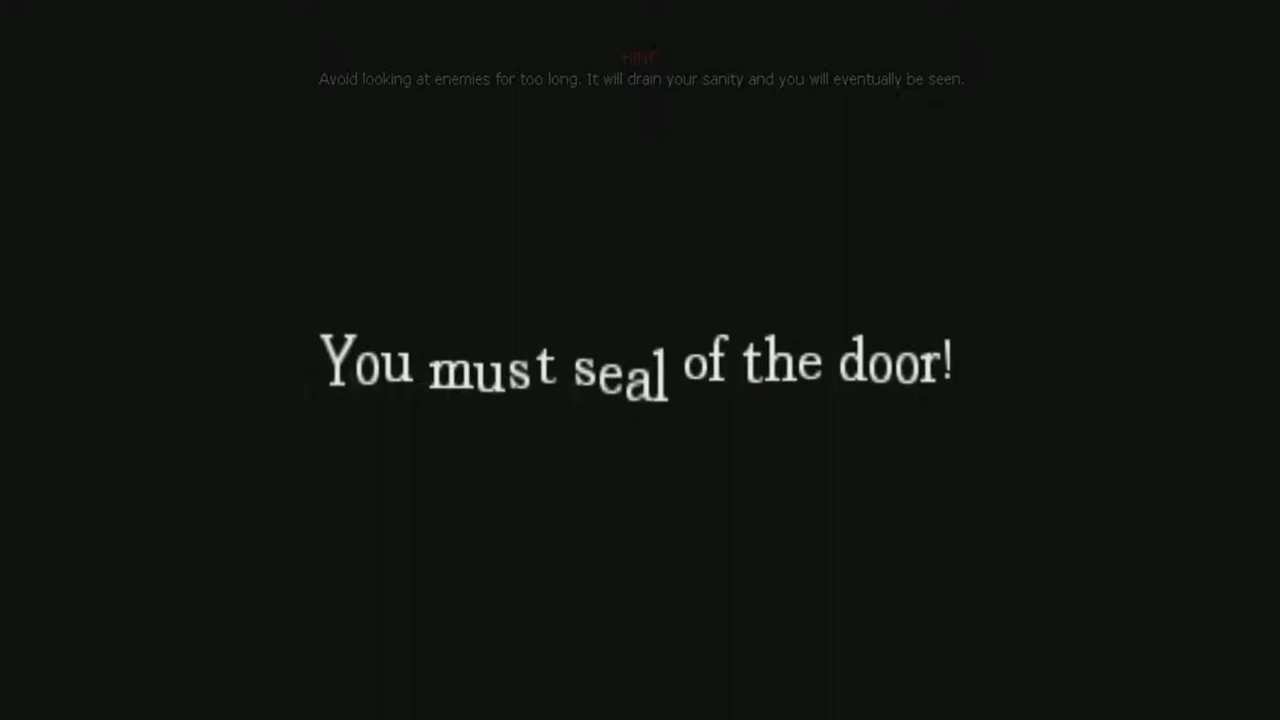 HINT
Avoid looking at enemies for too long. It will drain your sanity and you will eventually be seen.
You must seal of the door!